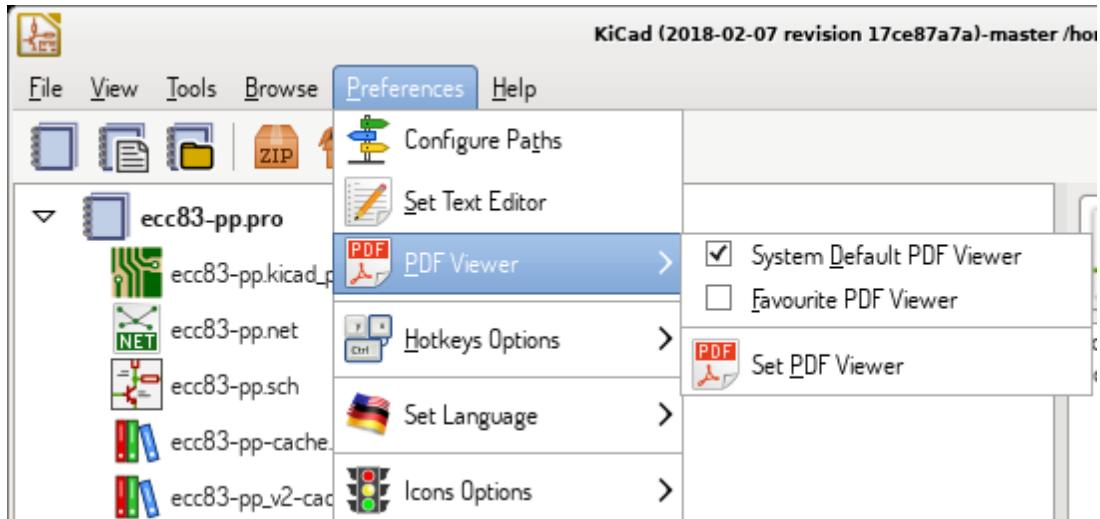 KiCad (2018-02-07 revision 17ce87a7a)-master /hor
File View Tools Browse Preferences Help
ZIP
Configure Paths
Set Text Editor
PDF PDF Viewer
Hotkeys Options
Ctrl
Set Language
Icons Options
System Default PDF Viewer
Favourite PDF Viewer
PDF Set PDF Viewer
ecc83-pp.pro
ecc83-pp.kicad_p
ecc83-pp.net
NET
ecc83-pp.sch
ecc83-pp-cache.
ecc83-pp_v2-cac